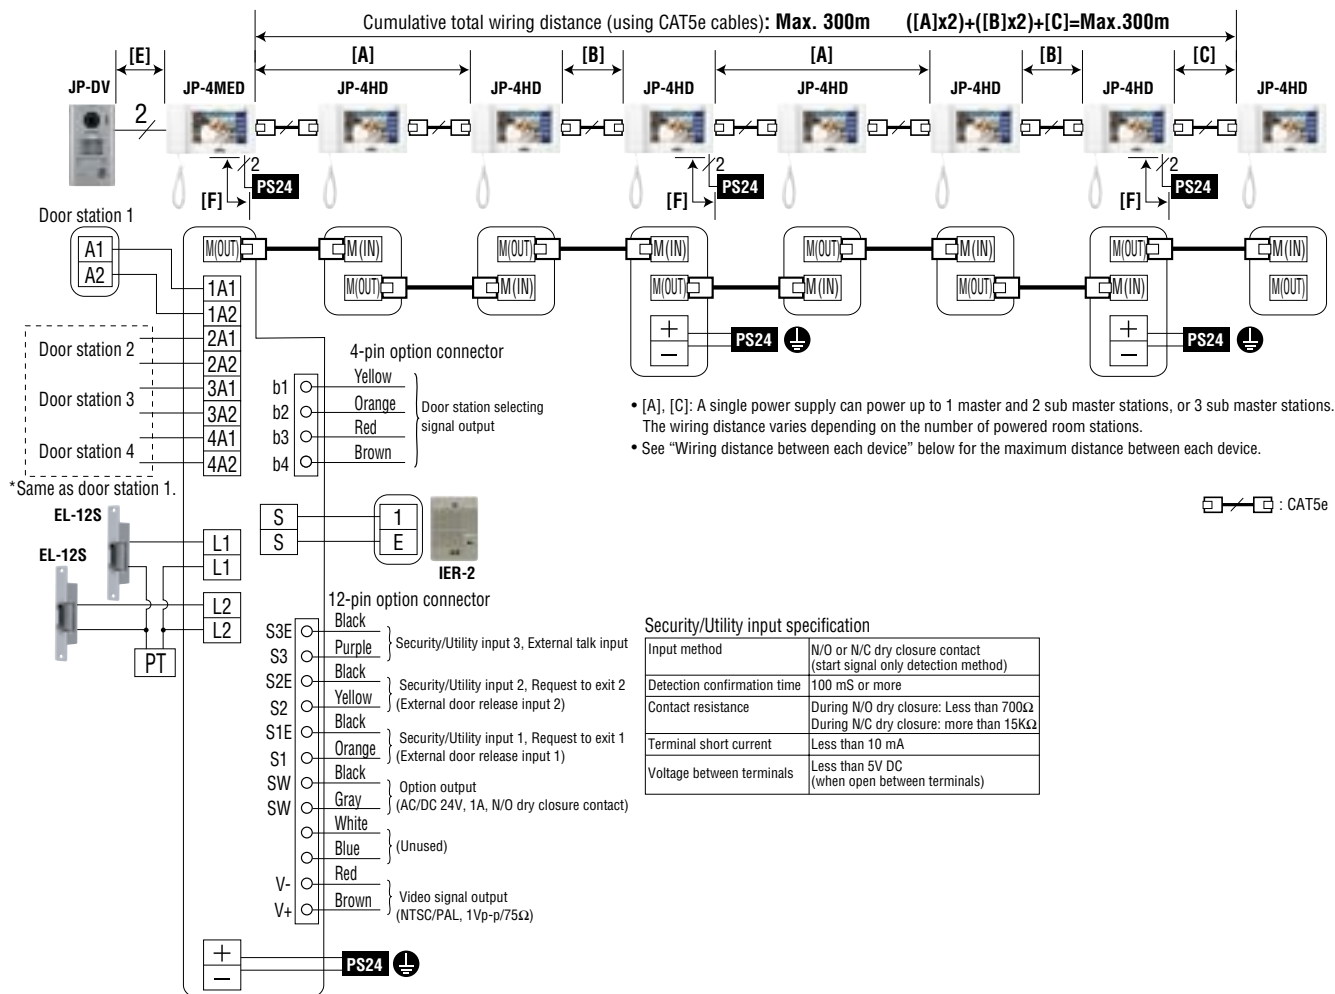 Cumulative total wiring distance (using CAT5e cables): Max. 300m ([A]x2)+([B]x2)+[C]=Max.300m
[E] [A] [B] [A] [B] [C]
JP-DV JP-4MED JP-4HD JP-4HD JP-4HD JP-4HD JP-4HD JP-4HD JP-4HD
2
2 2 2
PS24 PS24 PS24
[F] [F] [F]
Door station 1
A1
A2
M(OUT) M(IN) M(OUT) M(IN) M(OUT) M(IN) M(OUT) M(IN)
M(OUT) M(IN) M(OUT) M(IN) M(OUT) M(IN) M(OUT)
+
–
PS24
+
–
PS24
1A1
1A2
2A1
2A2
3A1
3A2
4A1
4A2
Door station 2
Door station 3
Door station 4
*Same as door station 1.
4-pin option connector
b1 Yellow
b2 Orange
b3 Red
b4 Brown
Door station selecting
signal output
• [A], [C]: A single power supply can power up to 1 master and 2 sub master stations, or 3 sub master stations.
The wiring distance varies depending on the number of powered room stations.
• See “Wiring distance between each device” below for the maximum distance between each device.
: CAT5e
EL-12S
EL-12S
L1
L1
L2
L2
PT
S 1
S E
IER-2
12-pin option connector
S3E Black
S3 Purple
Security/Utility input 3, External talk input
S2E Black
S2 Yellow
Security/Utility input 2, Request to exit 2
(External door release input 2)
S1E Black
S1 Orange
Security/Utility input 1, Request to exit 1
(External door release input 1)
SW Black
SW Gray
Option output
(AC/DC 24V, 1A, N/O dry closure contact)
White
Blue
(Unused)
V- Red
V+ Brown
Video signal output
(NTSC/PAL, 1Vp-p/75Ω)
+
–
PS24
Security/Utility input specification
Input method N/O or N/C dry closure contact
(start signal only detection method)
Detection confirmation time 100 mS or more
Contact resistance During N/O dry closure: Less than 700Ω
During N/C dry closure: more than 15KΩ
Terminal short current Less than 10 mA
Voltage between terminals Less than 5V DC
(when open between terminals)